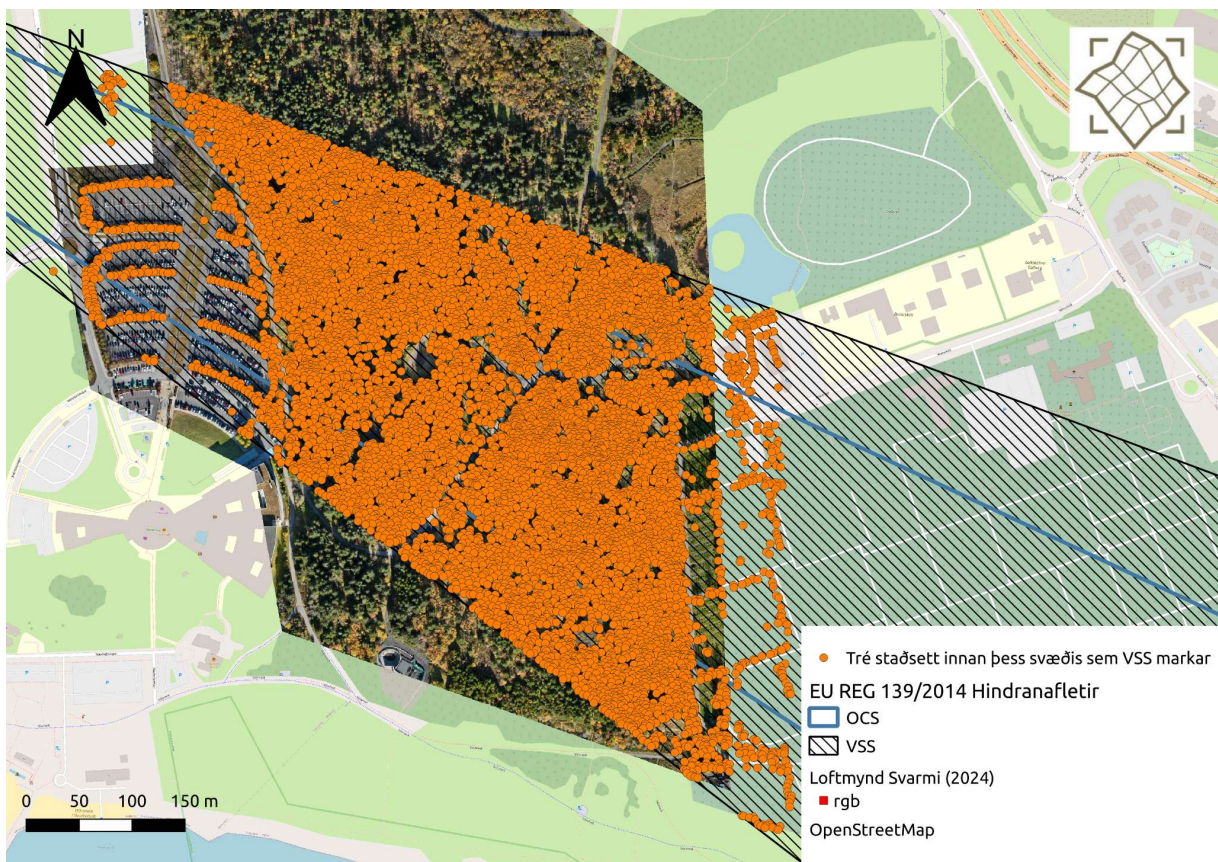 N
Tré staðsett innan þess svæðis sem VSS markar
EU REG 139/2014 Hindranafletir
OCS
VSS
Loftmynd Svarmi (2024)
rgb
OpenStreetMap
0 50 100 150 m